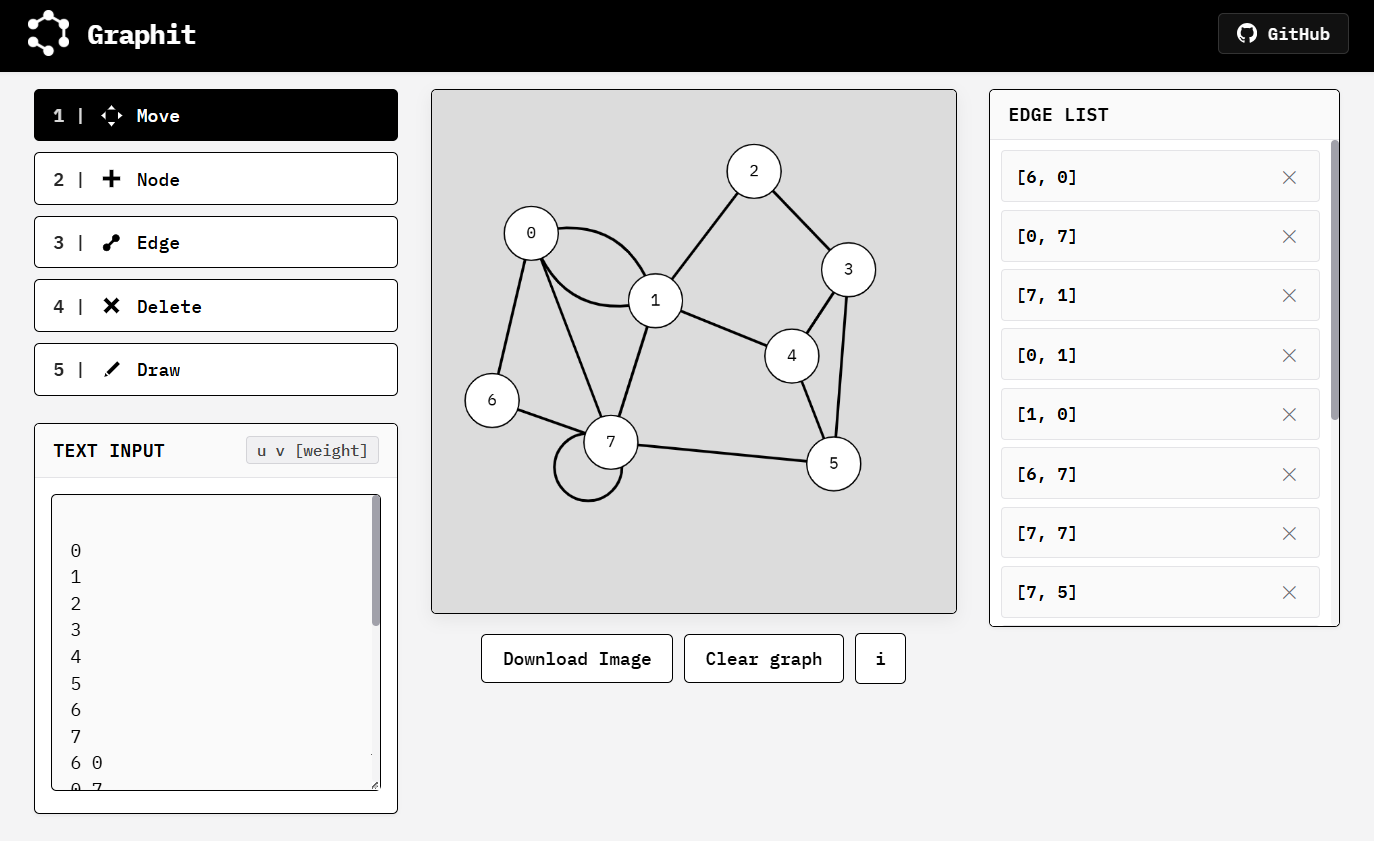 Graphit
GitHub
1 | Move
2 | Node
3 | Edge
4 | Delete
5 | Draw
TEXT INPUT
u v [weight]
0
1
2
3
4
5
6
7
6 0
0 7
2
0
3
1
4
6
7
5
Download Image
Clear graph
i
EDGE LIST
[6, 0]
[0, 7]
[7, 1]
[0, 1]
[1, 0]
[6, 7]
[7, 7]
[7, 5]